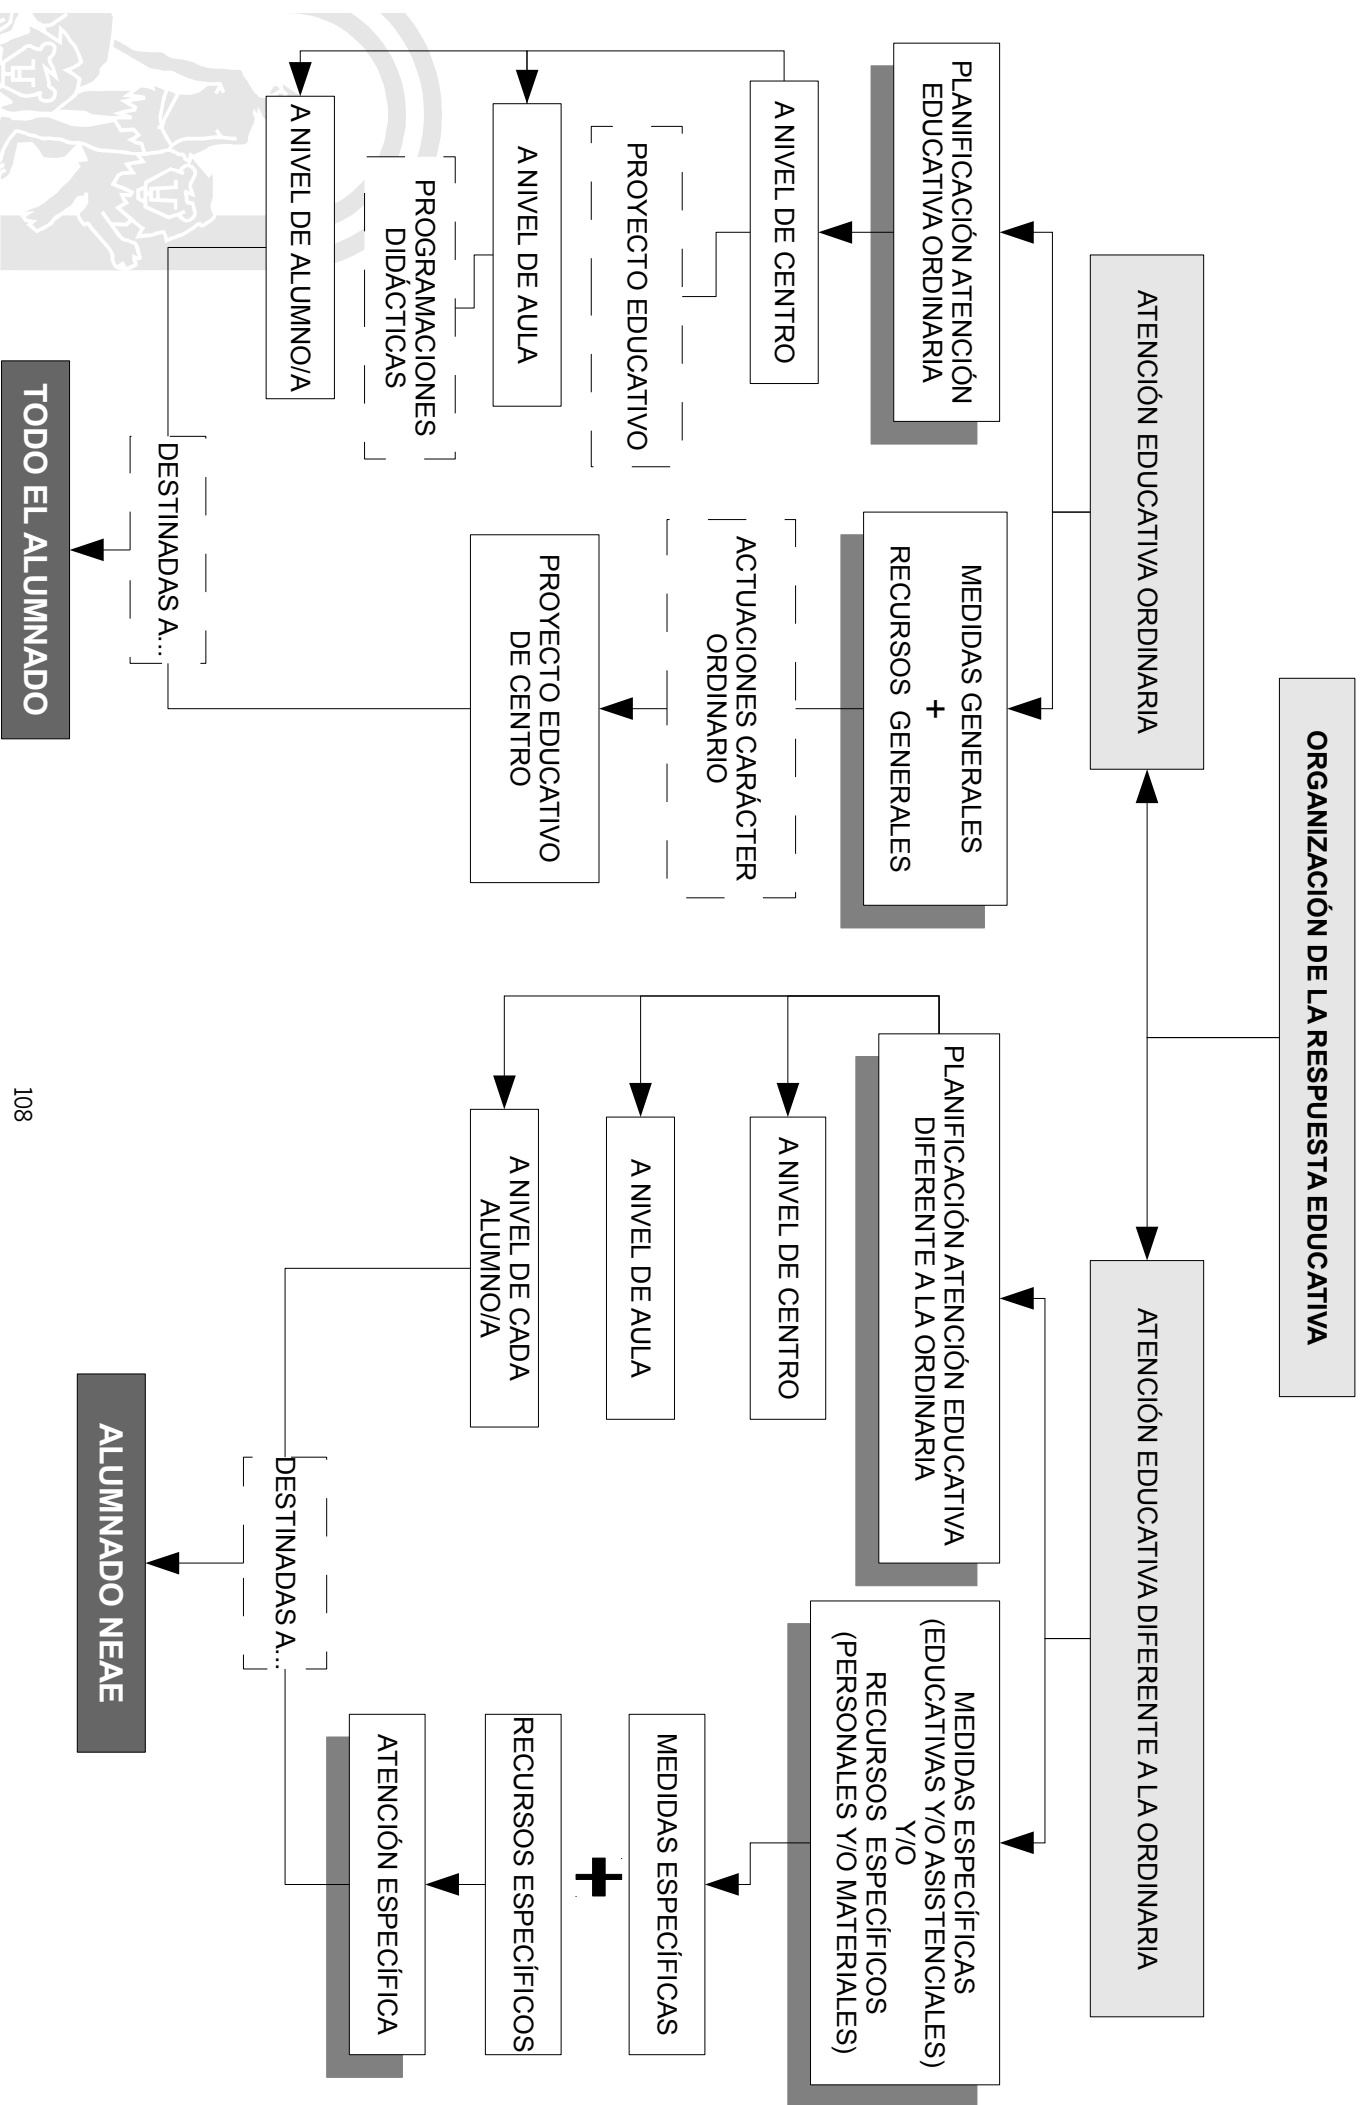 ORGANIZACIÓN DE LA RESPUESTA EDUCATIVA
ATENCIÓN EDUCATIVA ORDINARIA
PLANIFICACIÓN ATENCIÓN
EDUCATIVA ORDINARIA
A NIVEL DE CENTRO
PROYECTO EDUCATIVO
A NIVEL DE AULA
PROGRAMACIONES
DIDÁCTICAS
A NIVEL DE ALUMNO/A
MEDIDAS GENERALES
+
RECURSOS GENERALES
ACTUACIONES CARÁCTER
ORDINARIO
PROYECTO EDUCATIVO
DE CENTRO
DESTINADAS A...
TODO EL ALUMNADO
ATENCIÓN EDUCATIVA DIFERENTE A LA ORDINARIA
PLANIFICACIÓN ATENCIÓN EDUCATIVA
DIFERENTE A LA ORDINARIA
A NIVEL DE CENTRO
A NIVEL DE AULA
A NIVEL DE CADA
ALUMNO/A
MEDIDAS ESPECÍFICAS
(EDUCATIVAS Y/O ASISTENCIALES)
Y/O
RECURSOS ESPECÍFICOS
(PERSONALES Y/O MATERIALES)
MEDIDAS ESPECÍFICAS
+
RECURSOS ESPECÍFICOS
ATENCIÓN ESPECÍFICA
DESTINADAS A...
ALUMNADO NEAE
108